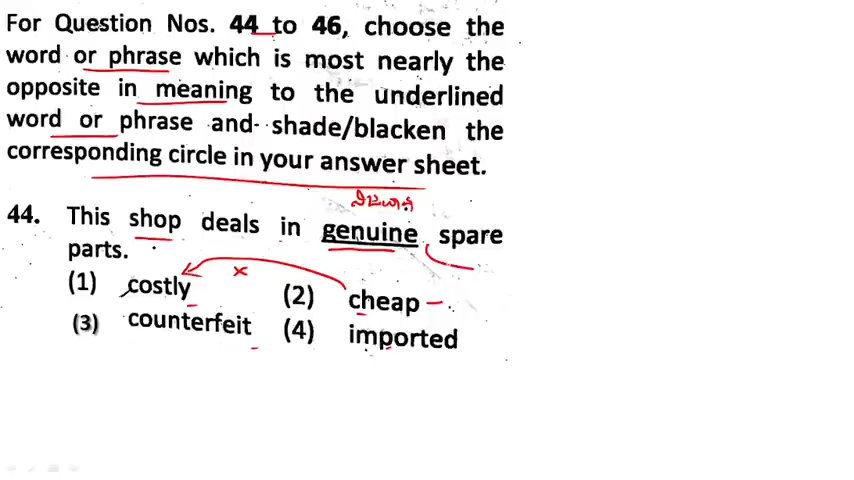 For Question Nos. 44 to 46, choose the
word or phrase which is most nearly the
opposite in meaning to the underlined
word or phrase and shade/blacken the
corresponding circle in your answer sheet.
44. This shop deals in genuine spare
parts.
(1) costly (2) cheap
(3) counterfeit (4) imported